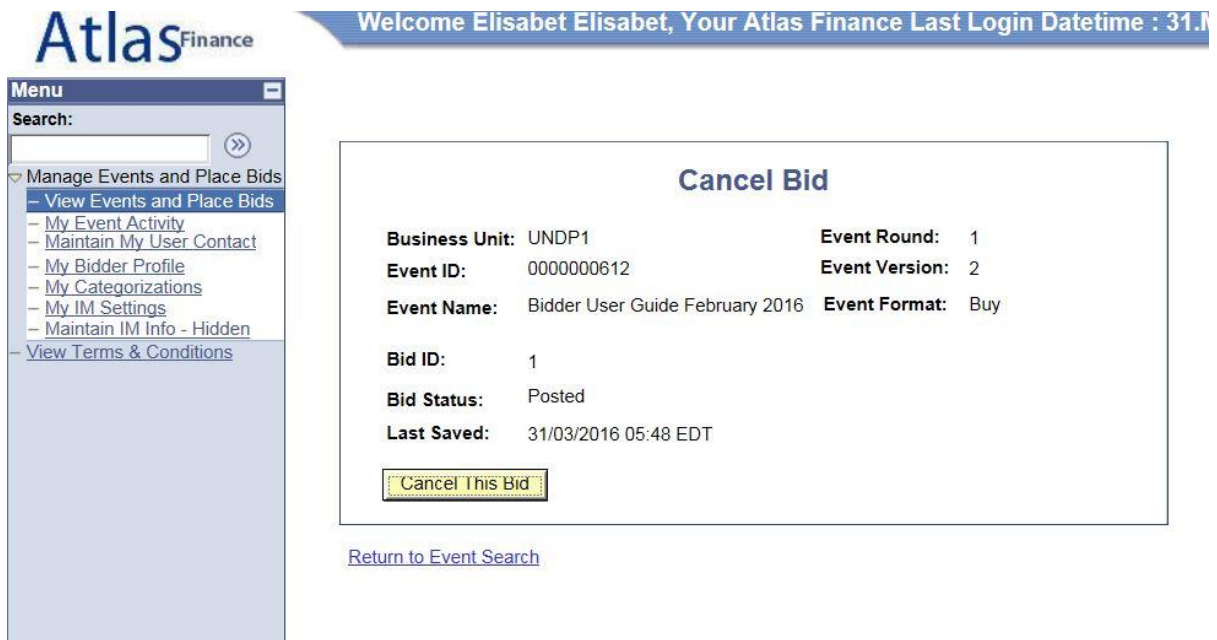 Atlas Finance
Welcome Elisabet Elisabet, Your Atlas Finance Last Login Datetime : 31.
Menu
Search:
Manage Events and Place Bids
– View Events and Place Bids
– My Event Activity
– Maintain My User Contact
– My Bidder Profile
– My Categorizations
– My IM Settings
– Maintain IM Info - Hidden
– View Terms & Conditions
Cancel Bid
Business Unit: UNDP1 Event Round: 1
Event ID: 0000000612 Event Version: 2
Event Name: Bidder User Guide February 2016 Event Format: Buy
Bid ID: 1
Bid Status: Posted
Last Saved: 31/03/2016 05:48 EDT
Cancel This Bid
Return to Event Search